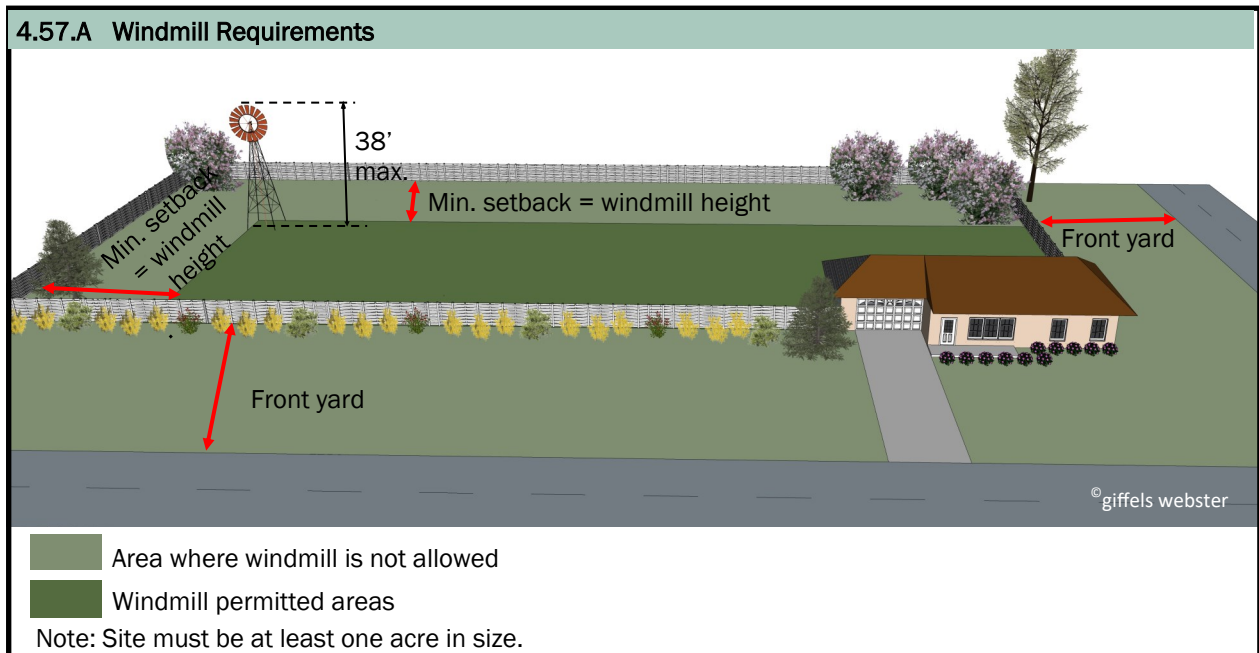 4.57.A Windmill Requirements
38’
max.
Min. setback
= windmill
height
Min. setback = windmill height
Front yard
Front yard
©giffels webster
Area where windmill is not allowed
Windmill permitted areas
Note: Site must be at least one acre in size.